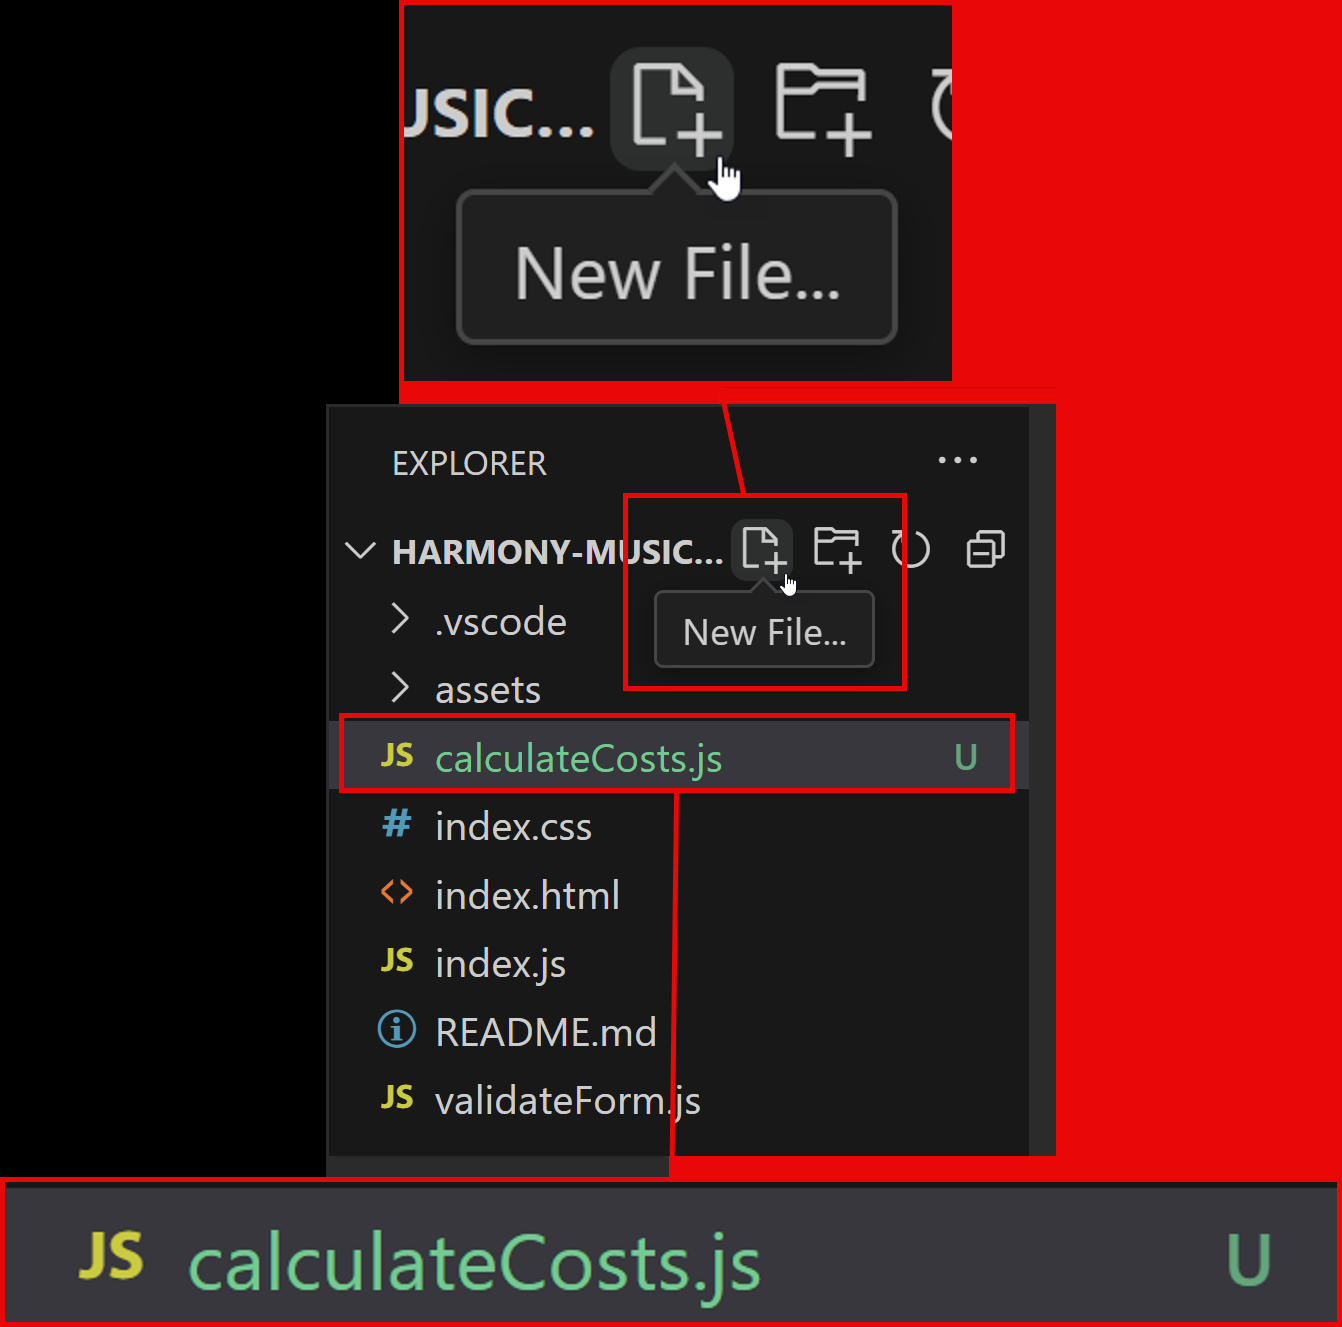 USIC...
New File...
EXPLORER
HARMONY-MUSIC...
New File...
.vscode
assets
JS calculateCosts.js U
# index.css
<> index.html
JS index.js
README.md
JS validateForm.js
JS calculateCosts.js U